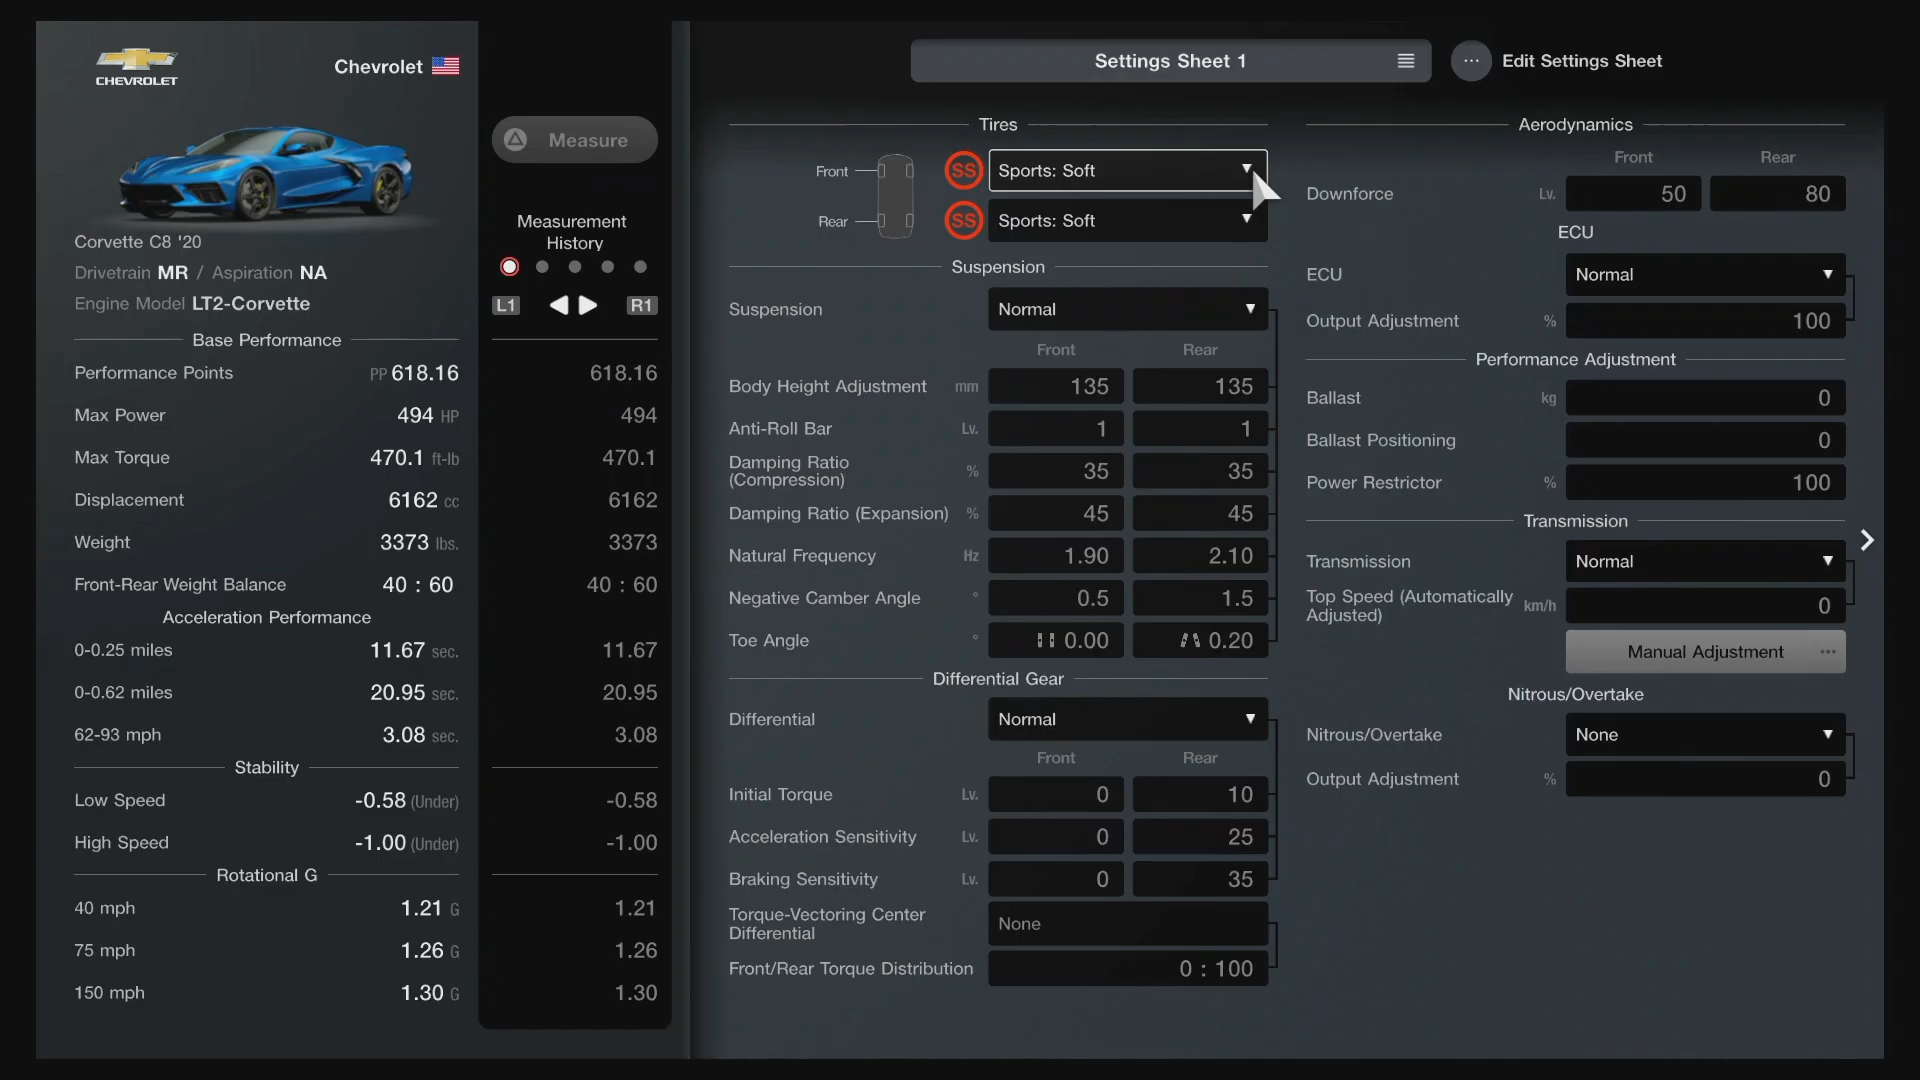 CHEVROLET
Chevrolet
Corvette C8 '20
Drivetrain MR / Aspiration NA
Engine Model LT2-Corvette
Base Performance
Performance Points PP 618.16
Max Power 494 HP
Max Torque 470.1 ft-lb
Displacement 6162 cc
Weight 3373 lbs.
Front-Rear Weight Balance 40 : 60
Acceleration Performance
0-0.25 miles 11.67 sec.
0-0.62 miles 20.95 sec.
62-93 mph 3.08 sec.
Stability
Low Speed -0.58 (Under)
High Speed -1.00 (Under)
Rotational G
40 mph 1.21 G
75 mph 1.26 G
150 mph 1.30 G
Measure
Measurement
History
L1 R1
618.16
494
470.1
6162
3373
40 : 60
11.67
20.95
3.08
-0.58
-1.00
1.21
1.26
1.30
Settings Sheet 1
Edit Settings Sheet
Tires
Front SS Sports: Soft
Rear SS Sports: Soft
Suspension
Suspension Normal
Front Rear
Body Height Adjustment mm 135 135
Anti-Roll Bar Lv. 1 1
Damping Ratio
(Compression) % 35 35
Damping Ratio (Expansion) % 45 45
Natural Frequency Hz 1.90 2.10
Negative Camber Angle ° 0.5 1.5
Toe Angle ° 0.00 0.20
Differential Gear
Differential Normal
Front Rear
Initial Torque Lv. 0 10
Acceleration Sensitivity Lv. 0 25
Braking Sensitivity Lv. 0 35
Torque-Vectoring Center
Differential None
Front/Rear Torque Distribution 0 : 100
Aerodynamics
Front Rear
Downforce Lv. 50 80
ECU
ECU Normal
Output Adjustment % 100
Performance Adjustment
Ballast kg 0
Ballast Positioning 0
Power Restrictor % 100
Transmission
Transmission Normal
Top Speed (Automatically
Adjusted) km/h 0
Manual Adjustment
Nitrous/Overtake
Nitrous/Overtake None
Output Adjustment % 0